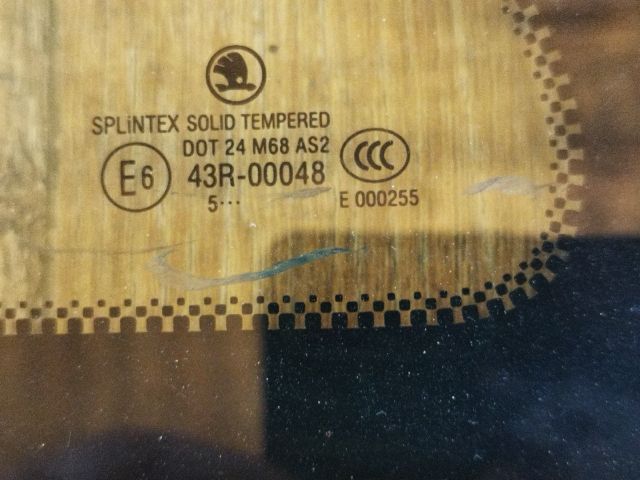 SPLiNTEX SOLID TEMPERED
DOT 24 M68 AS2
E6 43R-00048 CCC
5··· E 000255